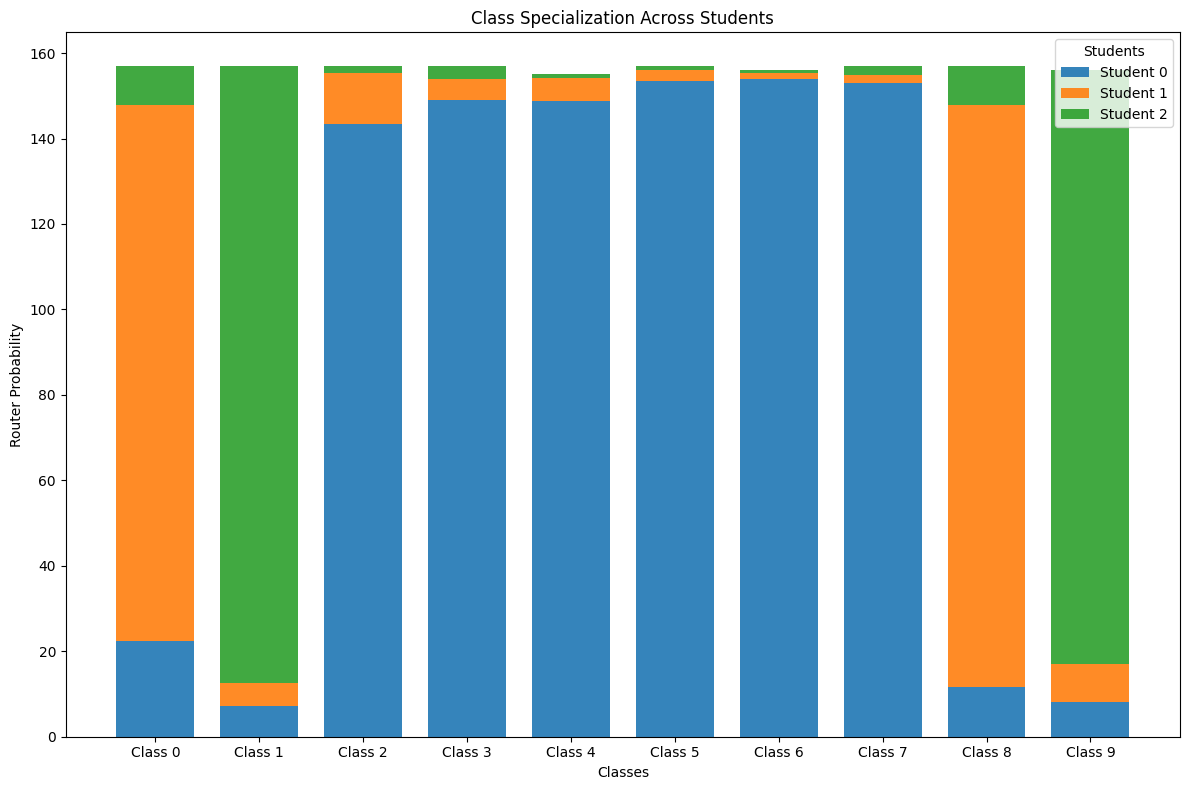 Class Specialization Across Students
Students
Student 0
Student 1
Student 2
Router Probability
160
140
120
100
80
60
40
20
0
Class 0 Class 1 Class 2 Class 3 Class 4 Class 5 Class 6 Class 7 Class 8 Class 9
Classes